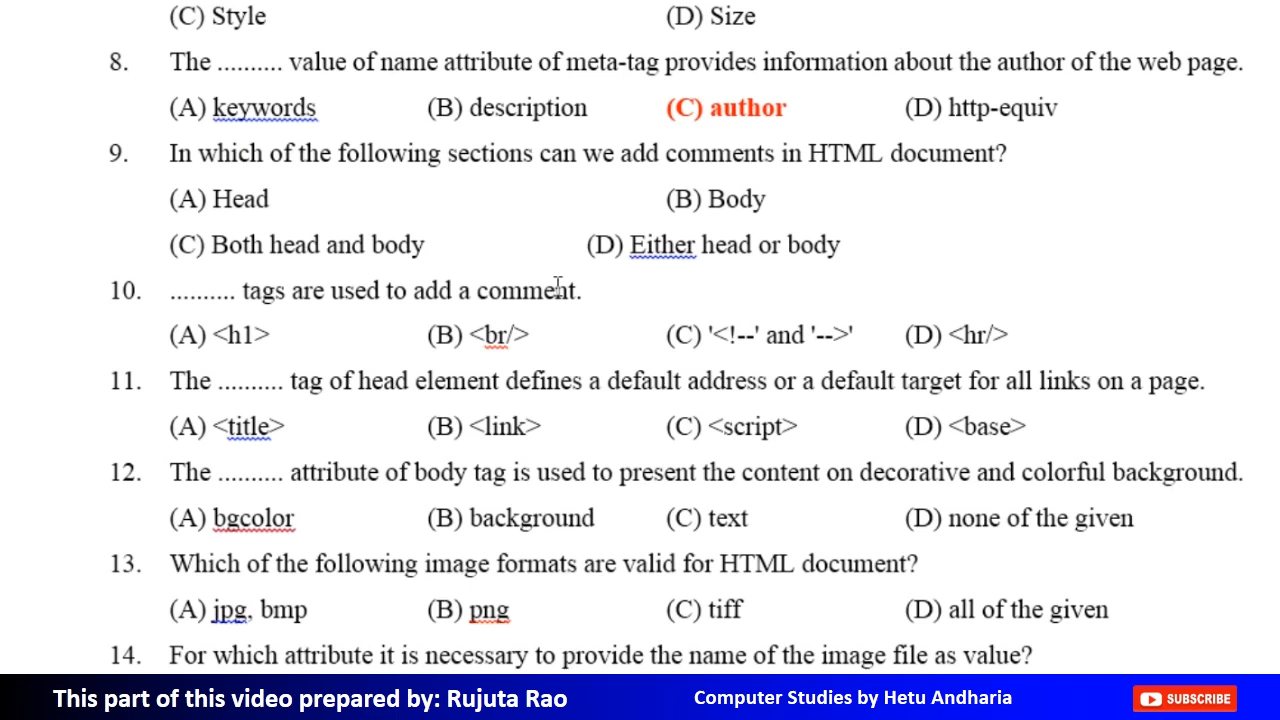 (C) Style (D) Size
8. The .......... value of name attribute of meta-tag provides information about the author of the web page.
(A) keywords (B) description (C) author (D) http-equiv
9. In which of the following sections can we add comments in HTML document?
(A) Head (B) Body
(C) Both head and body (D) Either head or body
10. .......... tags are used to add a comment.
(A) <h1> (B) <br/> (C) '<!--' and '-->' (D) <hr/>
11. The .......... tag of head element defines a default address or a default target for all links on a page.
(A) <title> (B) <link> (C) <script> (D) <base>
12. The .......... attribute of body tag is used to present the content on decorative and colorful background.
(A) bgcolor (B) background (C) text (D) none of the given
13. Which of the following image formats are valid for HTML document?
(A) jpg, bmp (B) png (C) tiff (D) all of the given
14. For which attribute it is necessary to provide the name of the image file as value?
This part of this video prepared by: Rujuta Rao Computer Studies by Hetu Andharia SUBSCRIBE